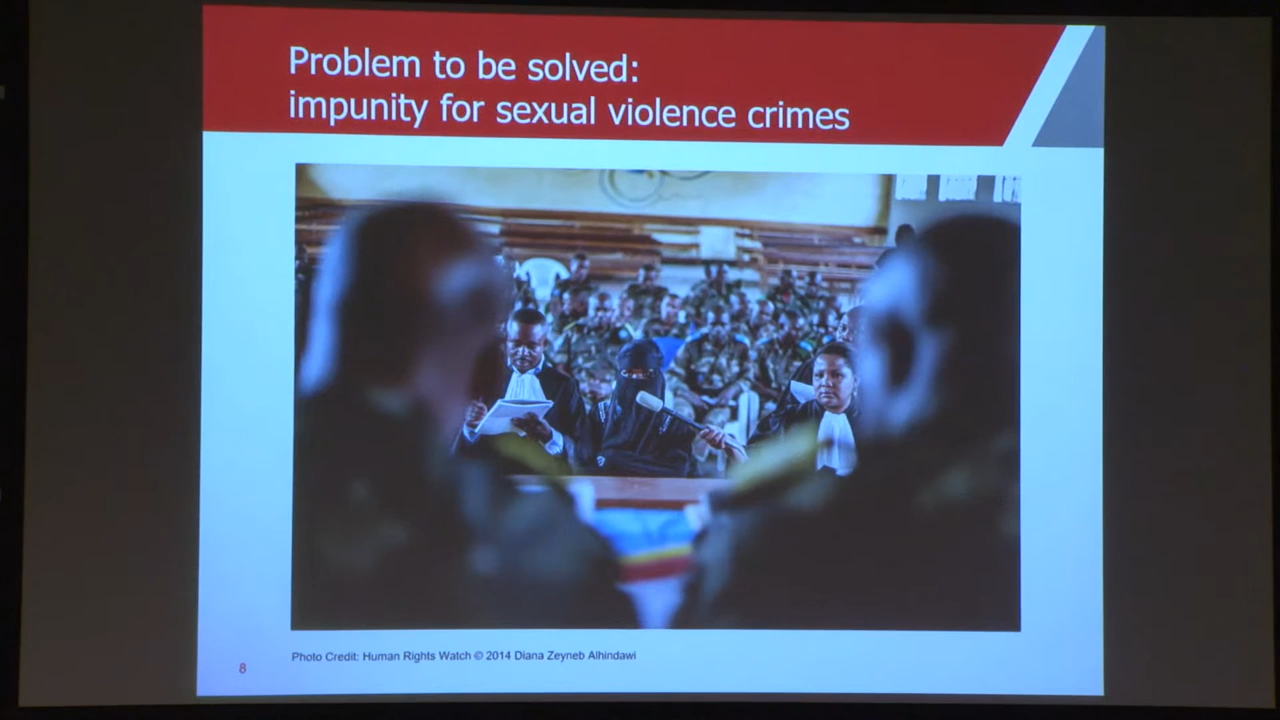 Problem to be solved:
impunity for sexual violence crimes
Photo Credit: Human Rights Watch © 2014 Diana Zeyneb Alhindawi
8